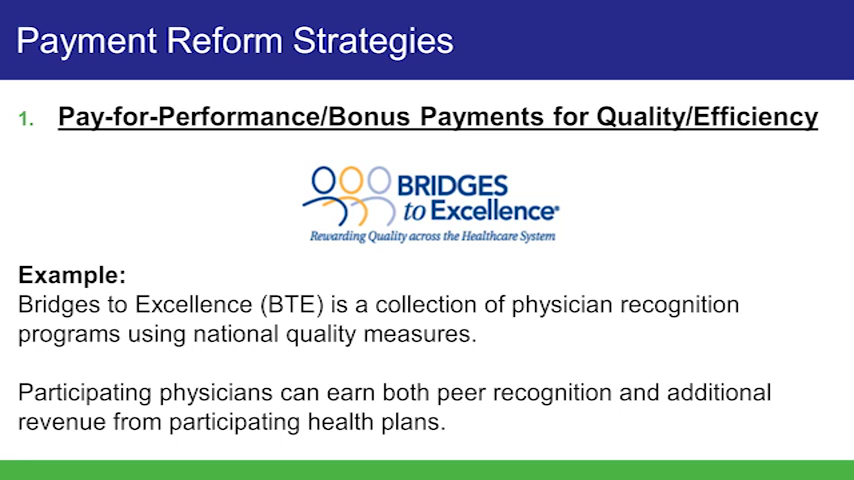 Payment Reform Strategies
1. Pay-for-Performance/Bonus Payments for Quality/Efficiency
BRIDGES
to Excellence®
Rewarding Quality across the Healthcare System
Example:
Bridges to Excellence (BTE) is a collection of physician recognition
programs using national quality measures.
Participating physicians can earn both peer recognition and additional
revenue from participating health plans.